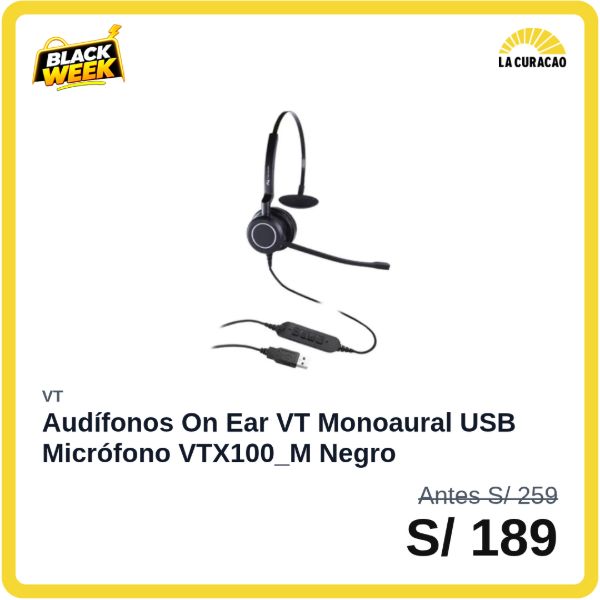 BLACK
WEEK
LA CURACAO
VT
Audífonos On Ear VT Monoaural USB
Micrófono VTX100_M Negro
Antes S/ 259
S/ 189